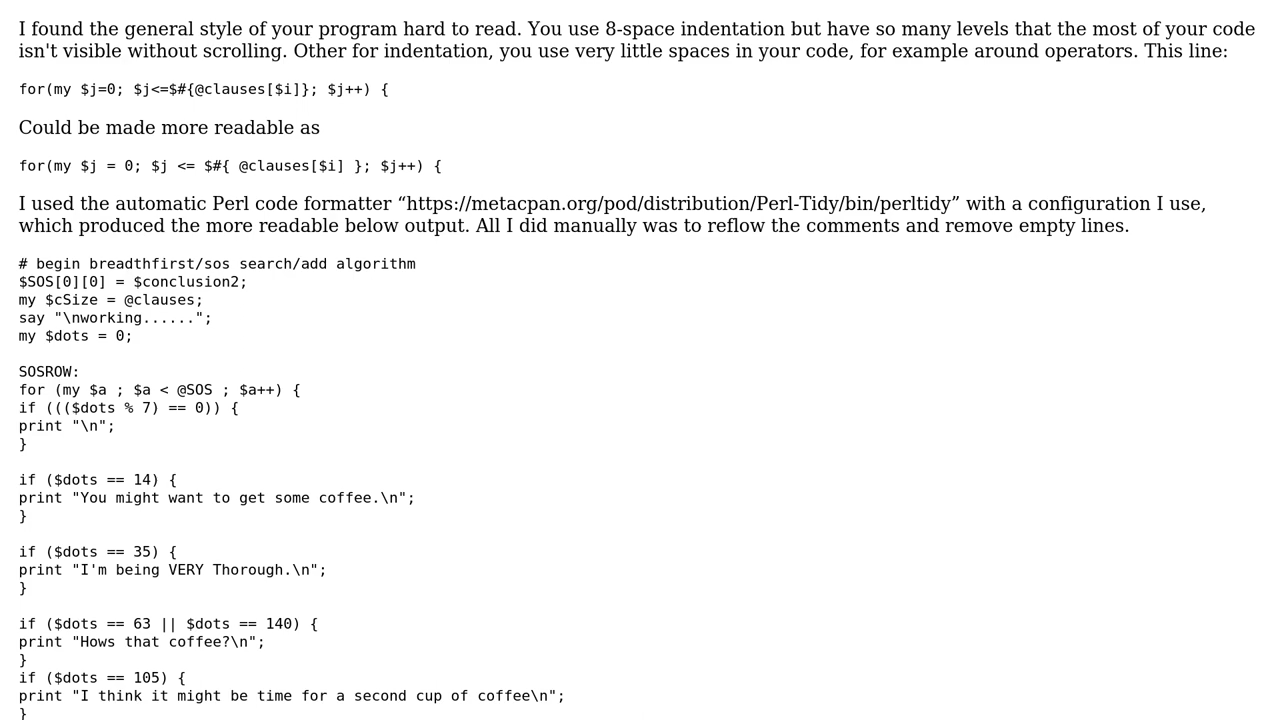 I found the general style of your program hard to read. You use 8-space indentation but have so many levels that the most of your code
isn't visible without scrolling. Other for indentation, you use very little spaces in your code, for example around operators. This line:
for(my $j=0; $j<=$#{@clauses[$i]}; $j++) {
Could be made more readable as
for(my $j = 0; $j <= $#{ @clauses[$i] }; $j++) {
I used the automatic Perl code formatter “https://metacpan.org/pod/distribution/Perl-Tidy/bin/perltidy” with a configuration I use,
which produced the more readable below output. All I did manually was to reflow the comments and remove empty lines.
# begin breadthfirst/sos search/add algorithm
$SOS[0][0] = $conclusion2;
my $cSize = @clauses;
say "\nworking......";
my $dots = 0;
SOSROW:
for (my $a ; $a < @SOS ; $a++) {
if ((($dots % 7) == 0)) {
print "\n";
}
if ($dots == 14) {
print "You might want to get some coffee.\n";
}
if ($dots == 35) {
print "I'm being VERY Thorough.\n";
}
if ($dots == 63 || $dots == 140) {
print "Hows that coffee?\n";
}
if ($dots == 105) {
print "I think it might be time for a second cup of coffee\n";
}